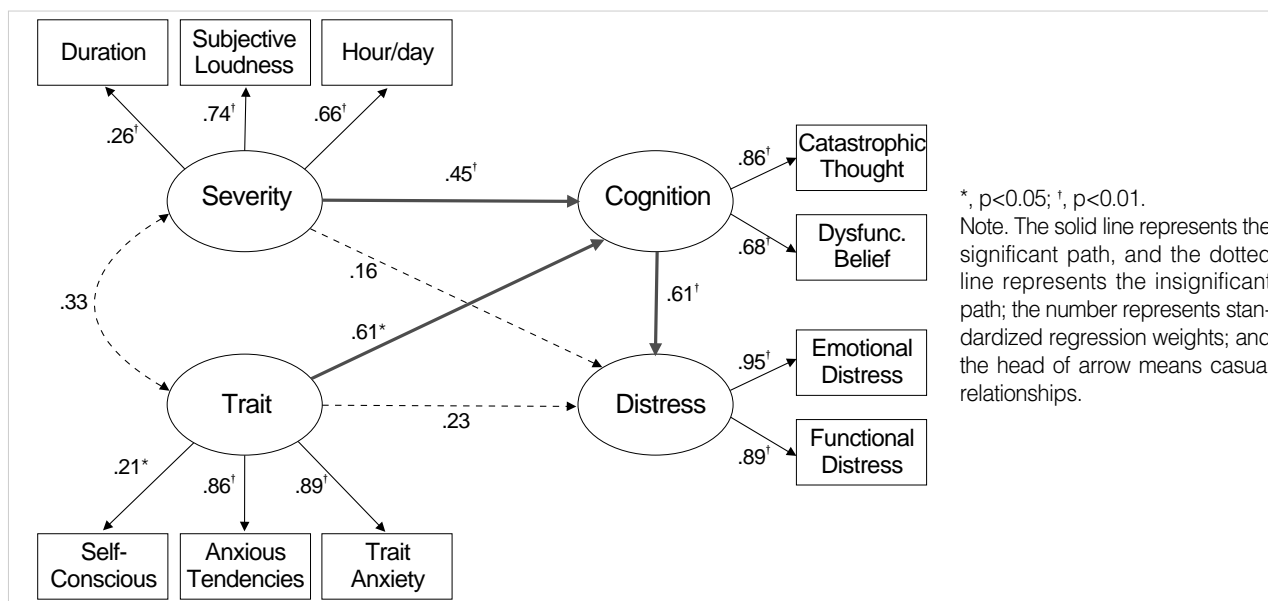 Duration
Subjective
Loudness
Hour/day
.26†
.74†
.66†
Severity
.45†
Cognition
.86†
Catastrophic
Thought
.68†
Dysfunc.
Belief
.33
.16
.61*
.61†
Trait
.23
Distress
.95†
Emotional
Distress
.89†
Functional
Distress
.21*
.86†
.89†
Self-
Conscious
Anxious
Tendencies
Trait
Anxiety
*, p<0.05; †, p<0.01.
Note. The solid line represents the
significant path, and the dotted
line represents the insignificant
path; the number represents stan-
dardized regression weights; and
the head of arrow means casual
relationships.